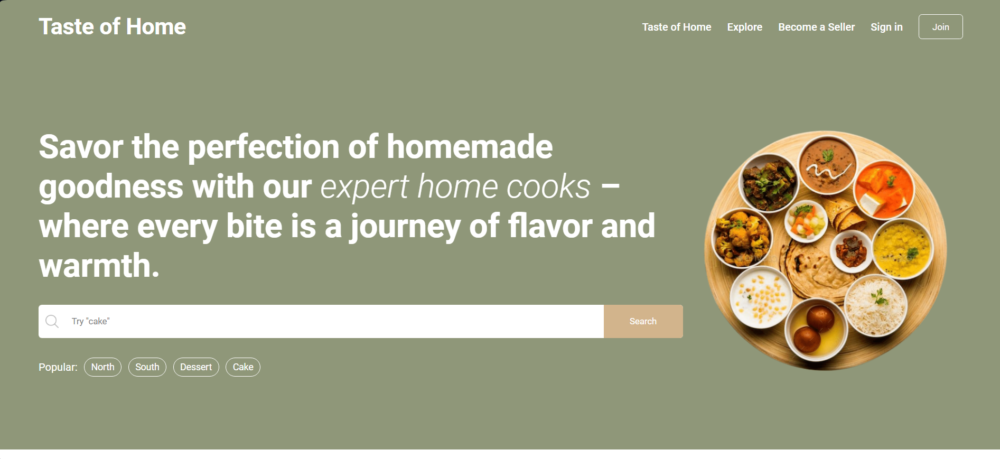 Taste of Home
Taste of Home Explore Become a Seller Sign in Join
Savor the perfection of homemade
goodness with our expert home cooks –
where every bite is a journey of flavor and
warmth.
Try "cake" Search
Popular: North South Dessert Cake